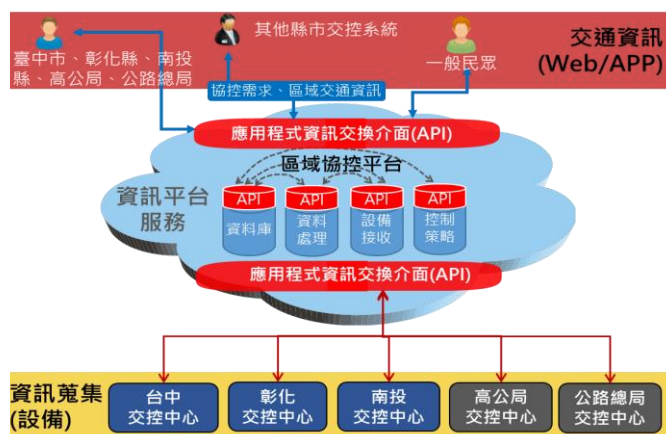 其他縣市交控系統
臺中市、彰化縣、南投
縣、高公局、公路總局
一般民眾
交通資訊
(Web/APP)
協控需求、區域交通資訊
應用程式資訊交換介面(API)
區域協控平台
資訊平台
服務
API
資料庫
API
資料
處理
API
設備
接收
API
控制
策略
應用程式資訊交換介面(API)
資訊蒐集
(設備)
台中
交控中心
彰化
交控中心
南投
交控中心
高公局
交控中心
公路總局
交控中心